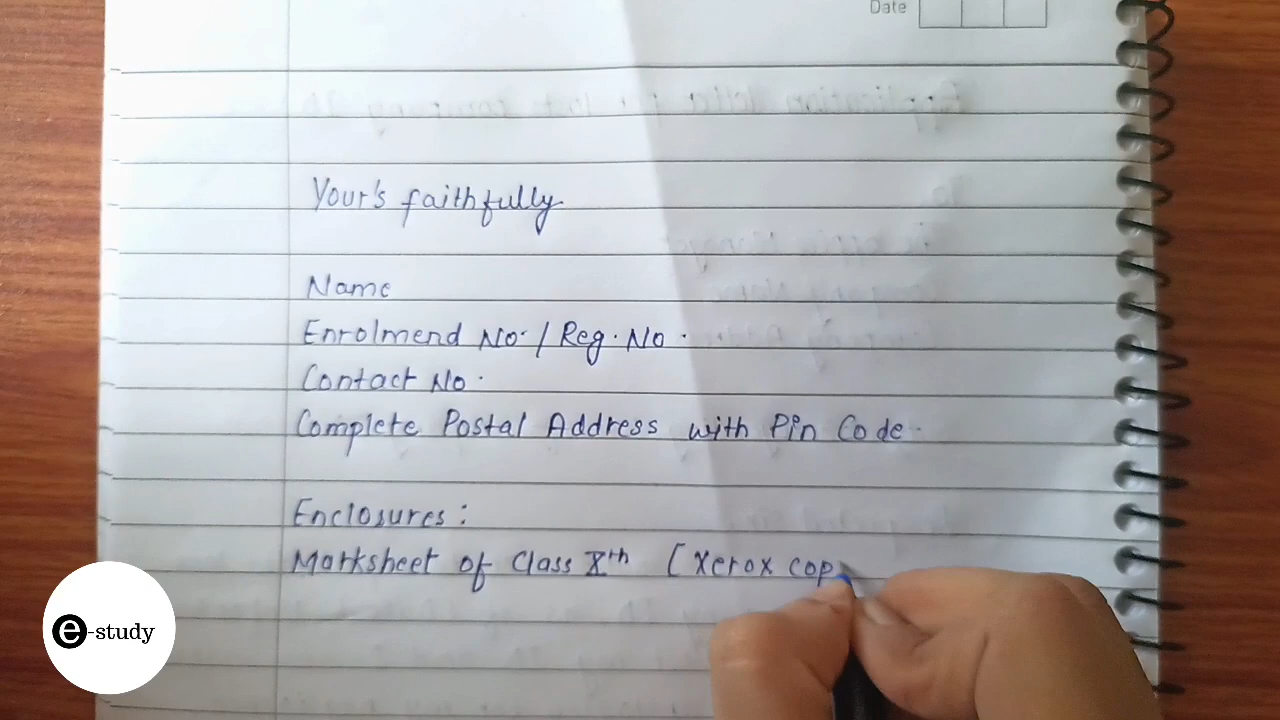 Date
Your's faithfully
Name
Enrolmend No. / Reg. No.
Contact No.
Complete Postal Address with Pin Code.
Enclosures:
Marksheet of Class Xth [Xerox cop
e-study